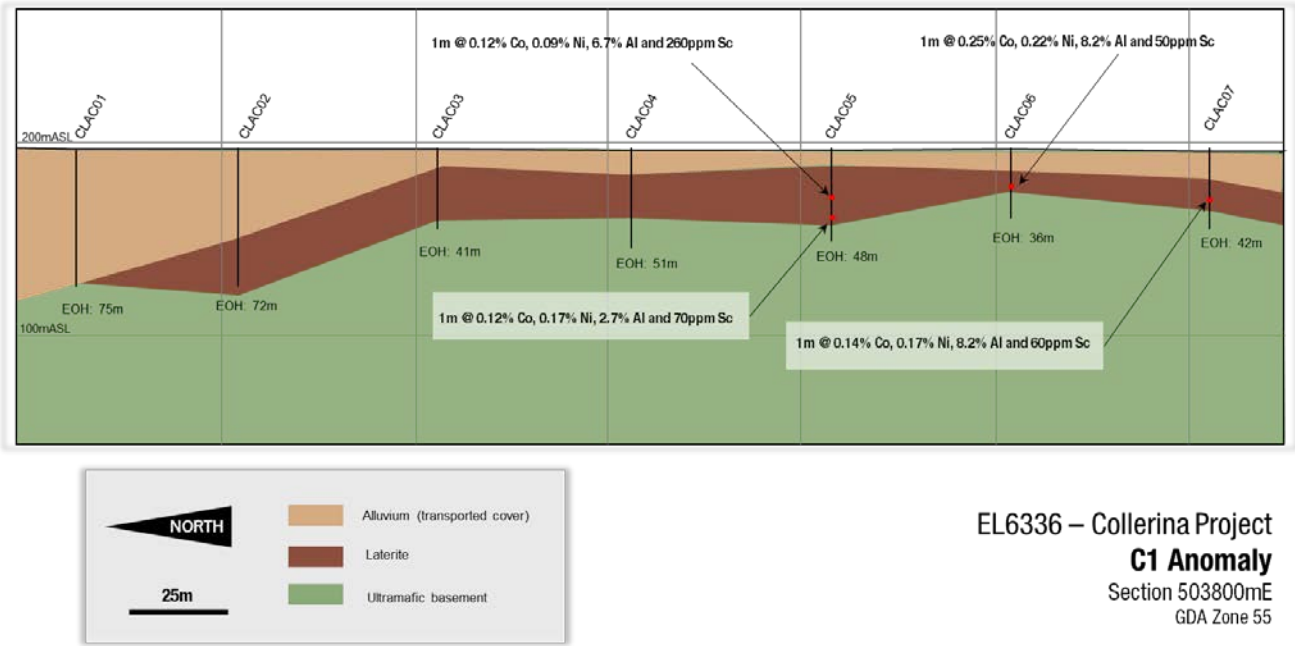 1m @ 0.12% Co, 0.09% Ni, 6.7% Al and 260ppm Sc
1m @ 0.25% Co, 0.22% Ni, 8.2% Al and 50ppm Sc
200mASL
CLAC01
CLAC02
CLAC03
CLAC04
CLAC05
CLAC06
CLAC07
EOH: 75m
EOH: 72m
EOH: 41m
EOH: 51m
EOH: 48m
EOH: 36m
EOH: 42m
1m @ 0.12% Co, 0.17% Ni, 2.7% Al and 70ppm Sc
1m @ 0.14% Co, 0.17% Ni, 8.2% Al and 60ppm Sc
100mASL
NORTH
25m
Alluvium (transported cover)
Laterite
Ultramafic basement
EL6336 – Collerina Project
C1 Anomaly
Section 503800mE
GDA Zone 55